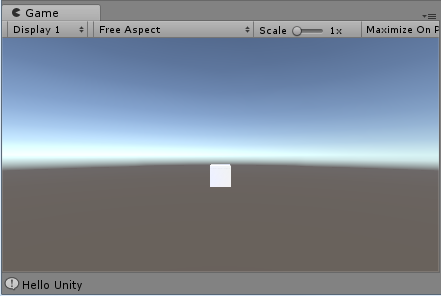 Game
Display 1 Free Aspect Scale 1x Maximize On P
Hello Unity